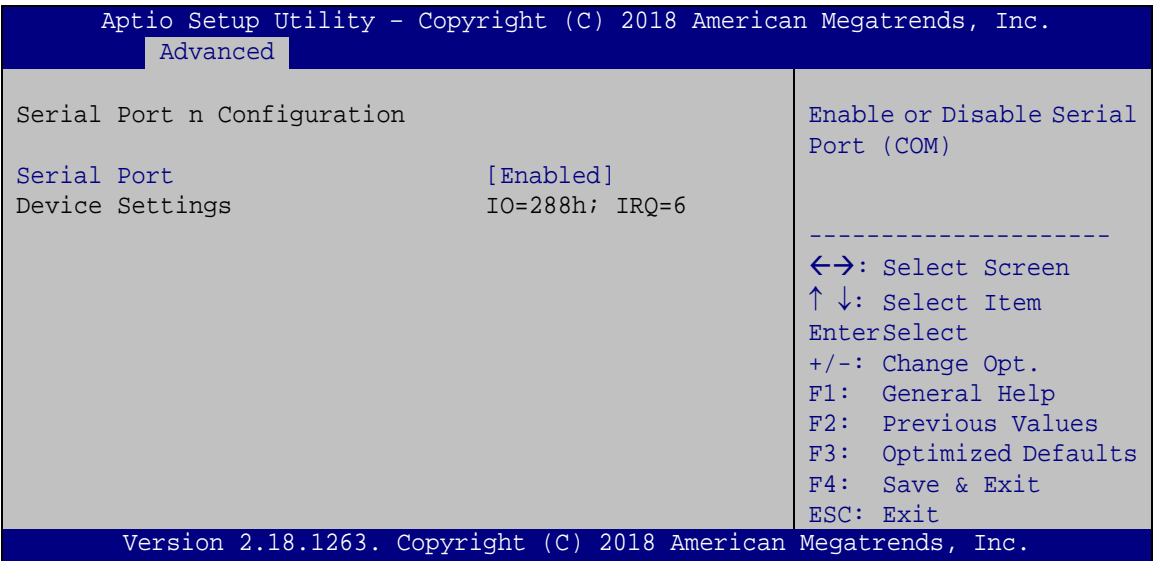 Aptio Setup Utility – Copyright (C) 2018 American Megatrends, Inc.
Advanced
Serial Port n Configuration
Serial Port [Enabled]
Device Settings IO=288h; IRQ=6
Enable or Disable Serial
Port (COM)
---------------------
←→: Select Screen
↑ ↓: Select Item
EnterSelect
+/-: Change Opt.
F1: General Help
F2: Previous Values
F3: Optimized Defaults
F4: Save & Exit
ESC: Exit
Version 2.18.1263. Copyright (C) 2018 American Megatrends, Inc.